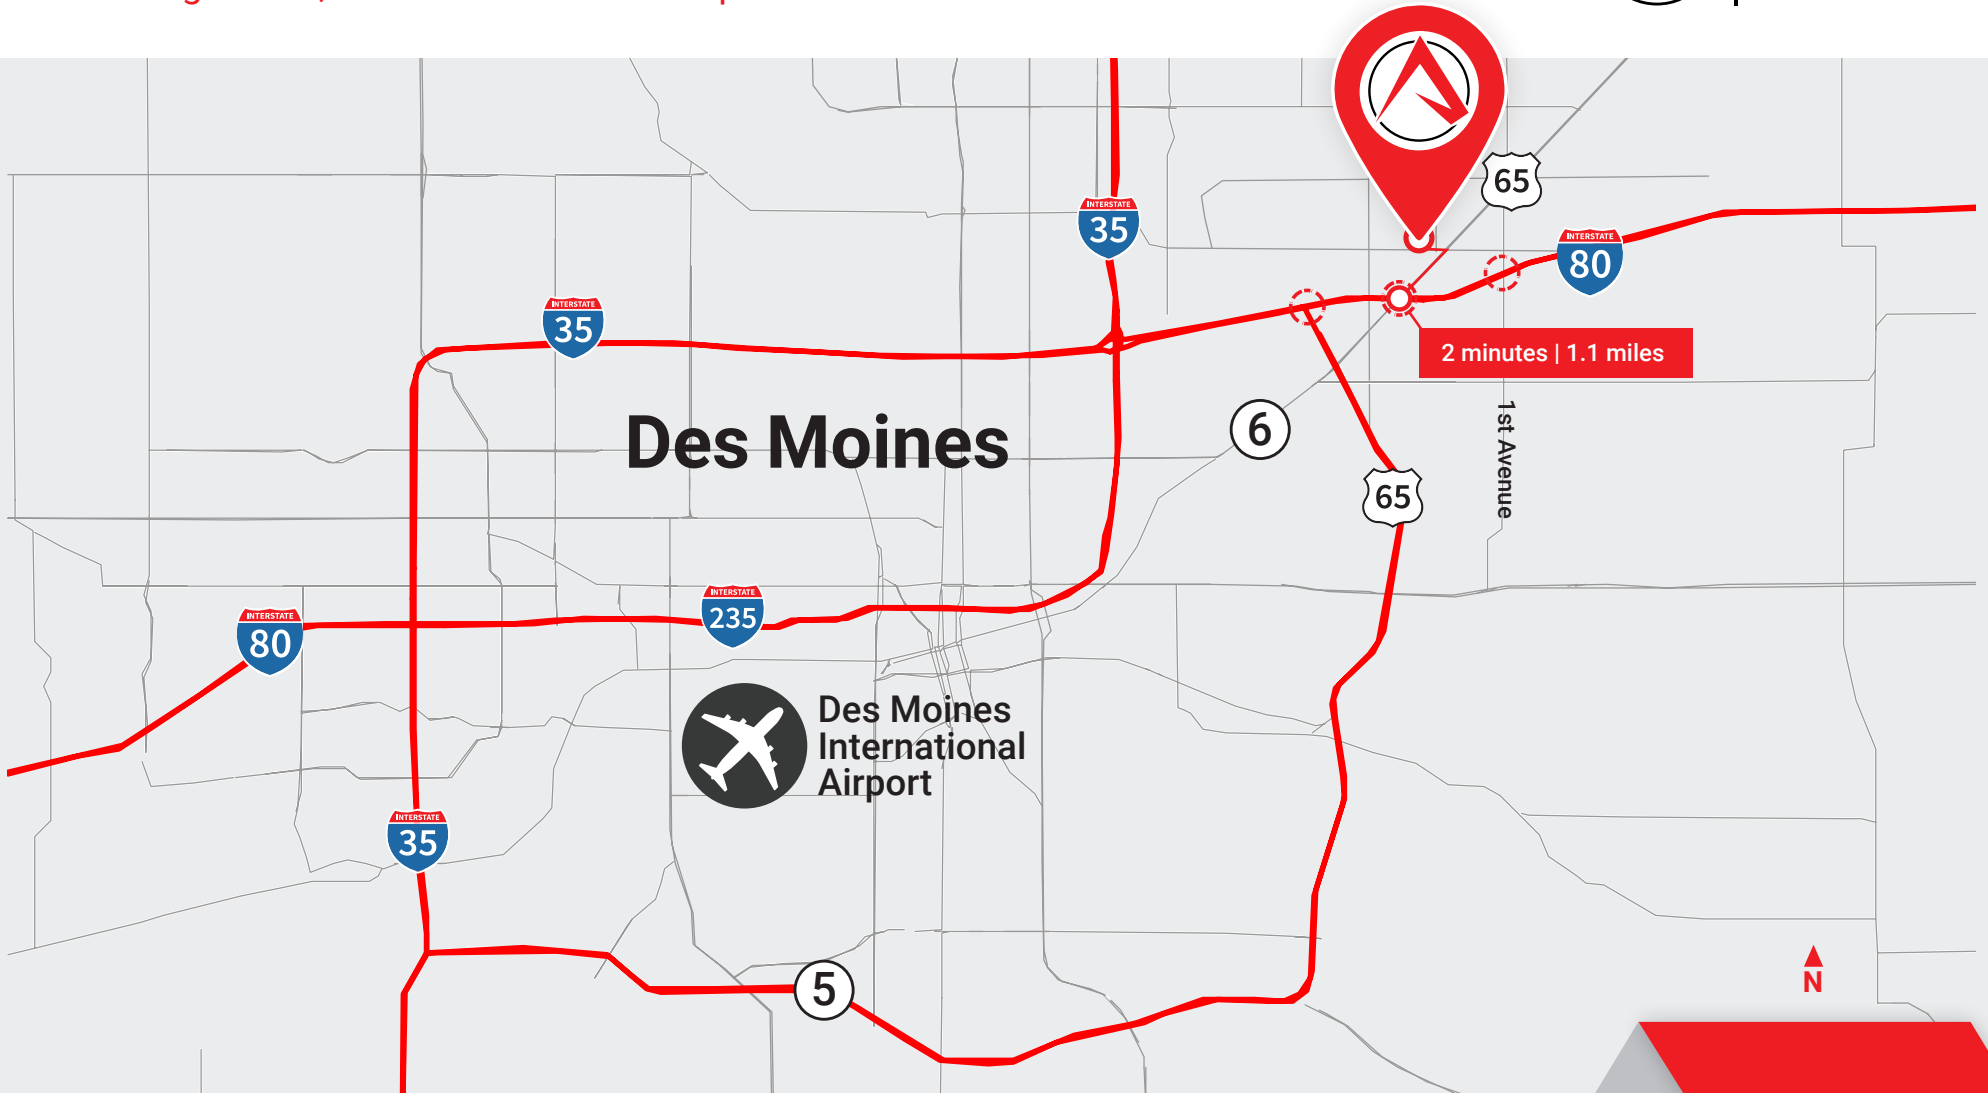 65
INTERSTATE
35
INTERSTATE
80
INTERSTATE
35
2 minutes | 1.1 miles
Des Moines
6
1st Avenue
65
INTERSTATE
235
INTERSTATE
80
Des Moines
International
Airport
INTERSTATE
35
5
N